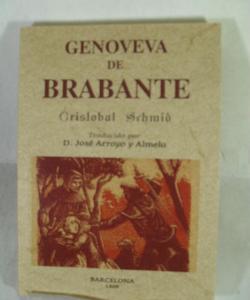 GENOVEVA
DE
BRABANTE
Cristobal Schmid
Traducido por
D. José Arroyo y Almela
BARCELONA